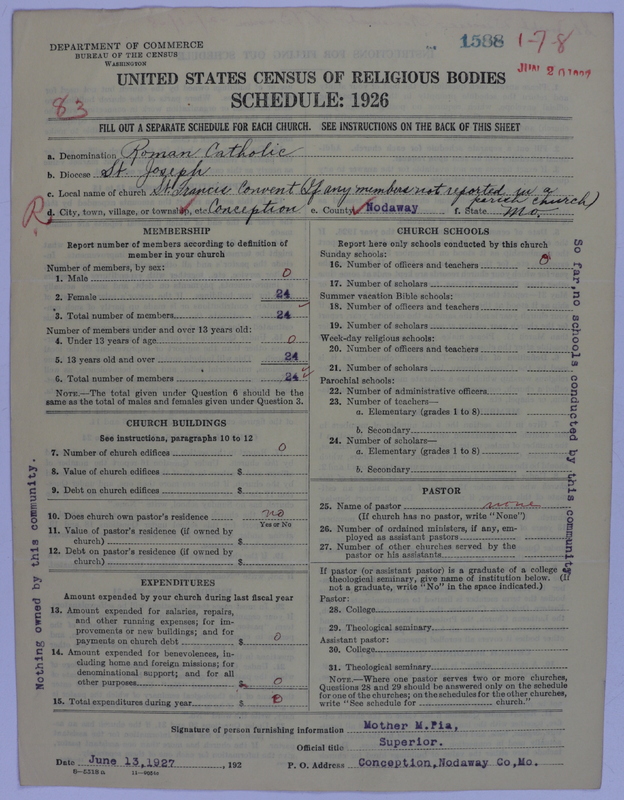 DEPARTMENT OF COMMERCE
BUREAU OF THE CENSUS
WASHINGTON
1538 1-7-8
UNITED STATES CENSUS OF RELIGIOUS BODIES
SCHEDULE: 1926
83
FILL OUT A SEPARATE SCHEDULE FOR EACH CHURCH. SEE INSTRUCTIONS ON THE BACK OF THIS SHEET
a. Denomination Roman Catholic
b. Diocese St. Joseph
c. Local name of church St. Francis Convent (If any members not reported in a parish church)
R d. City, town, village, or township, etc Conception e. County Nodaway f. State Mo.
MEMBERSHIP
Report number of members according to definition of
member in your church
Number of members, by sex:
1. Male 0
2. Female 24
3. Total number of members 24
Number of members under and over 13 years old:
4. Under 13 years of age 0
5. 13 years old and over 24
6. Total number of members 24
NOTE.—The total given under Question 6 should be
same as the total of males and females given under Question 3.
CHURCH BUILDINGS
See instructions, paragraphs 10 to 12
7. Number of church edifices 0
8. Value of church edifices $
9. Debt on church edifices $
10. Does church own pastor's residence no
Yes or No
11. Value of pastor's residence (if owned by
church) $
12. Debt on pastor's residence (if owned by
church) $
EXPENDITURES
Amount expended by your church during last fiscal year
13. Amount expended for salaries, repairs,
and other running expenses; for im-
provements or new buildings; and for
payments on church debt $ 0
14. Amount expended for benevolences, in-
cluding home and foreign missions; for
denominational support; and for all
other purposes $ 0
15. Total expenditures during year $ 0
Nothing owned by this community.
CHURCH SCHOOLS
Report here only schools conducted by this church
Sunday schools:
16. Number of officers and teachers 0
17. Number of scholars
Summer vacation Bible schools:
18. Number of officers and teachers
19. Number of scholars
Week-day religious schools:
20. Number of officers and teachers
21. Number of scholars
Parochial schools:
22. Number of administrative officers
23. Number of teachers—
a. Elementary (grades 1 to 8)
b. Secondary
24. Number of scholars—
a. Elementary (grades 1 to 8)
b. Secondary
PASTOR
25. Name of pastor none
(If church has no pastor, write "None")
26. Number of ordained ministers, if any, em-
ployed as assistant pastors
27. Number of other churches served by the
pastor or his assistants
If pastor (or assistant pastor) is a graduate of a college or
theological seminary, give name of institution below. (If
not a graduate, write "No" in the space indicated.)
Pastor:
28. College
29. Theological seminary
Assistant pastor:
30. College
31. Theological seminary
NOTE.—Where one pastor serves two or more churches,
Questions 28 and 29 should be answered only on the schedule
for one of the churches; on the schedules for the other churches,
write "See schedule for church."
So far,no schools conducted by this community
Signature of person furnishing information Mother M.Pia,
Official title Superior.
Date June 13,1927, 192 P. O. Address Conception,Nodaway Co,Mo.